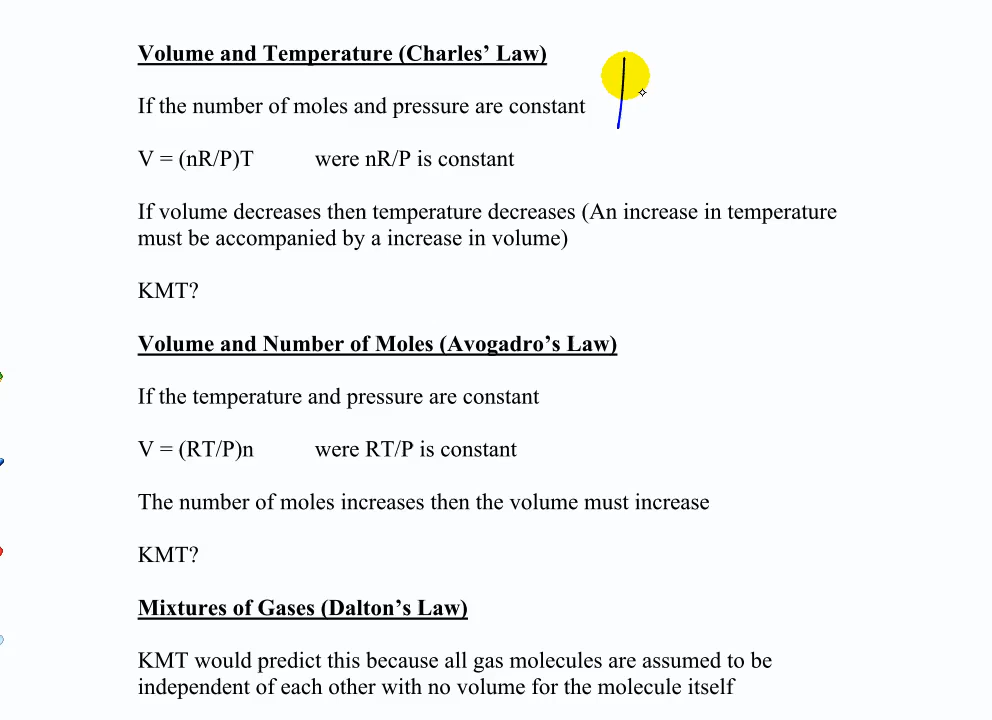 Volume and Temperature (Charles’ Law)
If the number of moles and pressure are constant
V = (nR/P)T were nR/P is constant
If volume decreases then temperature decreases (An increase in temperature
must be accompanied by a increase in volume)
KMT?
Volume and Number of Moles (Avogadro’s Law)
If the temperature and pressure are constant
V = (RT/P)n were RT/P is constant
The number of moles increases then the volume must increase
KMT?
Mixtures of Gases (Dalton’s Law)
KMT would predict this because all gas molecules are assumed to be
independent of each other with no volume for the molecule itself